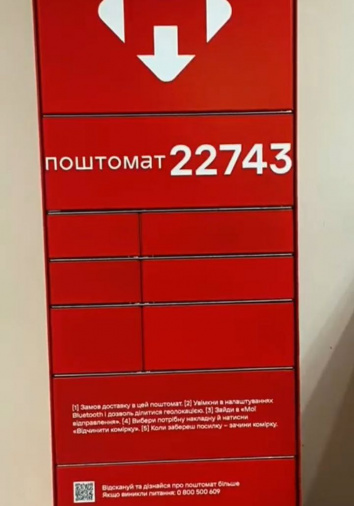 поштомат 22743
[1] Замов доставку в цей поштомат. [2] Увімкни в налаштуваннях
Bluetooth і дозволь ділитися геолокацією. [3] Зайди в «Мої
відправлення». [4] Вибери потрібну накладну й натисни
«Відчинити комірку». [5] Коли забереш посилку – зачини комірку.
Відскануй та дізнайся про поштомат більше
Якщо виникли питання: 0 800 500 609